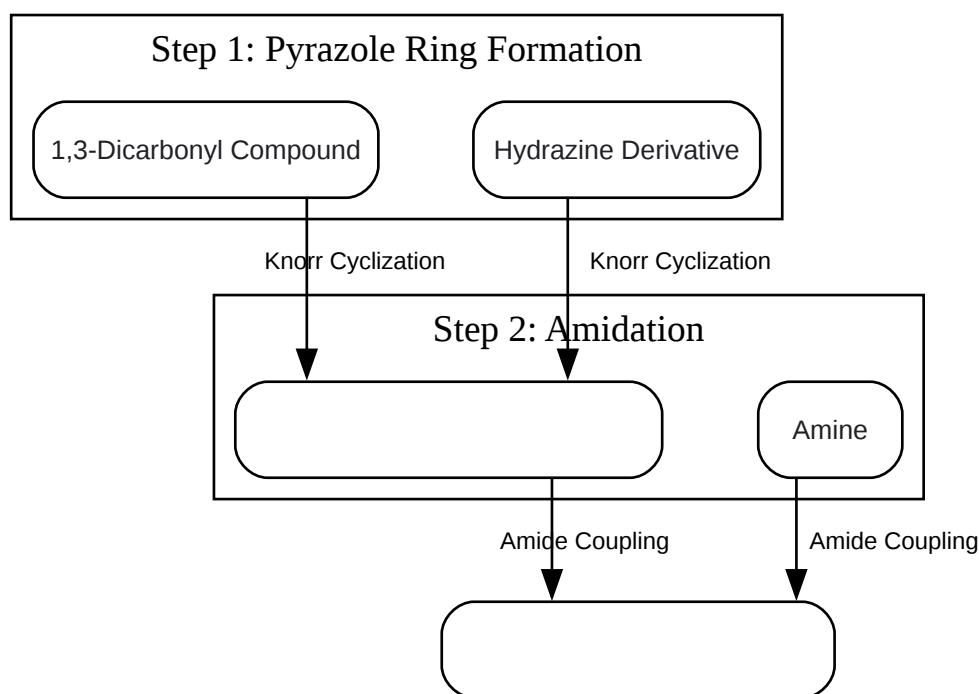 Step 1: Pyrazole Ring Formation
1,3-Dicarbonyl Compound
Hydrazine Derivative
Knorr Cyclization
Knorr Cyclization
Step 2: Amidation
Amine
Amide Coupling
Amide Coupling